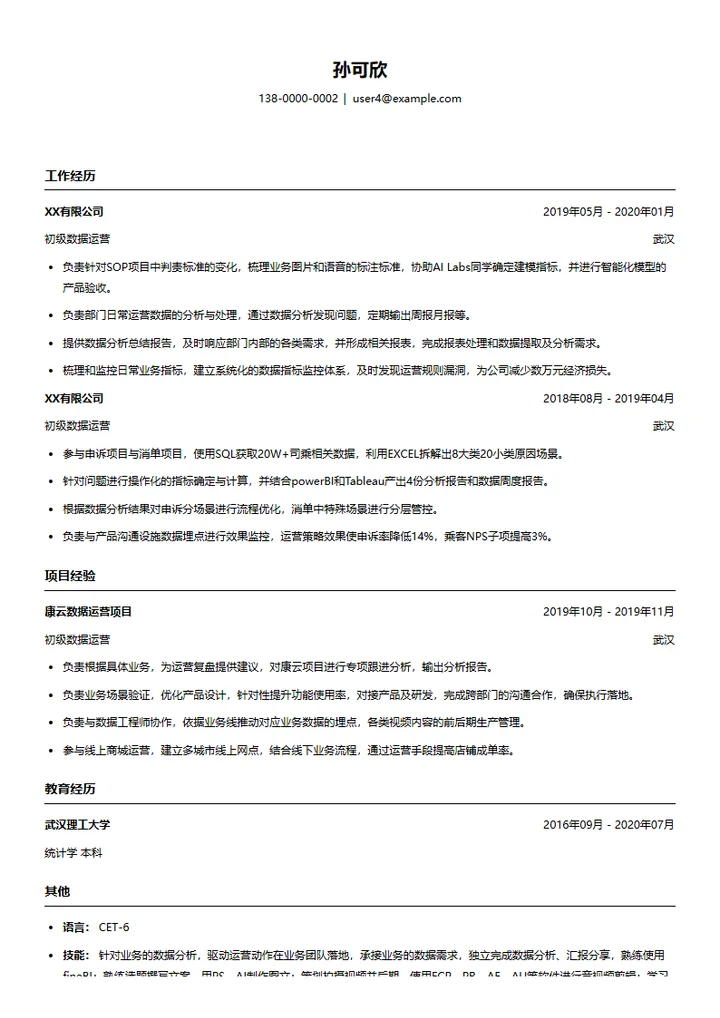 孙可欣
138-0000-0002 | user4@example.com
工作经历
XX有限公司 2019年05月 - 2020年01月
初级数据运营 武汉
• 负责针对SOP项目中判责标准的变化，梳理业务图片和语音的标注标准，协助AI Labs同学确定建模指标，并进行智能化模型的
产品验收。
• 负责部门日常运营数据的分析与处理，通过数据分析发现问题，定期输出周报月报等。
• 提供数据分析总结报告，及时响应部门内部的各类需求，并形成相关报表，完成报表处理和数据提取及分析需求。
• 梳理和监控日常业务指标，建立系统化的数据指标监控体系，及时发现运营规则漏洞，为公司减少数万元经济损失。
XX有限公司 2018年08月 - 2019年04月
初级数据运营 武汉
• 参与申诉项目与消单项目，使用SQL获取20W+司乘相关数据，利用EXCEL拆解出8大类20小类原因场景。
• 针对问题进行操作化的指标确定与计算，并结合powerBI和Tableau产出4份分析报告和数据周度报告。
• 根据数据分析结果对申诉分场景进行流程优化，消单中特殊场景进行分层管控。
• 负责与产品沟通设施数据埋点进行效果监控，运营策略效果使申诉率降低14%，乘客NPS子项提高3%。
项目经验
康云数据运营项目 2019年10月 - 2019年11月
初级数据运营 武汉
• 负责根据具体业务，为运营复盘提供建议，对康云项目进行专项跟进分析，输出分析报告。
• 负责业务场景验证，优化产品设计，针对性提升功能使用率，对接产品及研发，完成跨部门的沟通合作，确保执行落地。
• 负责与数据工程师协作，依据业务线推动对应业务数据的埋点，各类视频内容的前后期生产管理。
• 参与线上商城运营，建立多城市线上网点，结合线下业务流程，通过运营手段提高店铺成单率。
教育经历
武汉理工大学 2016年09月 - 2020年07月
统计学 本科
其他
• 语言： CET-6
• 技能： 针对业务的数据分析，驱动运营动作在业务团队落地，承接业务的数据需求，独立完成数据分析、汇报分享，熟练使用